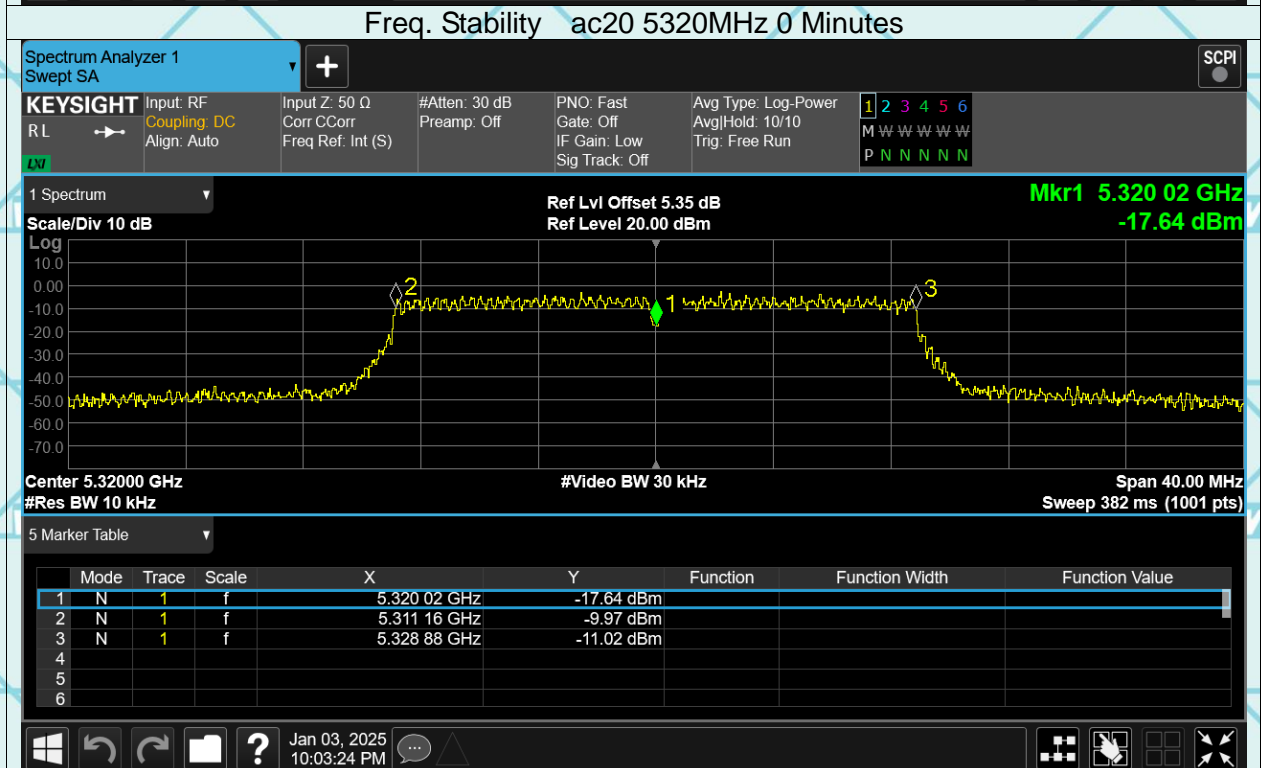 Freq. Stability ac20 5320MHz 0 Minutes
Spectrum Analyzer 1
Swept SA
+
SCPI
KEYSIGHT Input: RF Input Z: 50 Ω #Atten: 30 dB PNO: Fast Avg Type: Log-Power 1 2 3 4 5 6
R L Coupling: DC Corr CCorr Preamp: Off Gate: Off Avg|Hold: 10/10 M W W W W W
Align: Auto Freq Ref: Int (S) IF Gain: Low Trig: Free Run P N N N N N
LXI Sig Track: Off
1 Spectrum Ref Lvl Offset 5.35 dB Mkr1 5.320 02 GHz
Scale/Div 10 dB Ref Level 20.00 dBm -17.64 dBm
Log
10.0
0.00
-10.0
-20.0
-30.0
-40.0
-50.0
-60.0
-70.0
2
1
3
Center 5.32000 GHz #Video BW 30 kHz Span 40.00 MHz
#Res BW 10 kHz Sweep 382 ms (1001 pts)
5 Marker Table
Mode Trace Scale X Y Function Function Width Function Value
1 N 1 f 5.320 02 GHz -17.64 dBm
2 N 1 f 5.311 16 GHz -9.97 dBm
3 N 1 f 5.328 88 GHz -11.02 dBm
4
5
6
? Jan 03, 2025
10:03:24 PM